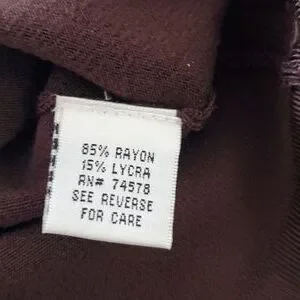 85% RAYON
15% LYCRA
RN# 74578
SEE REVERSE
FOR CARE